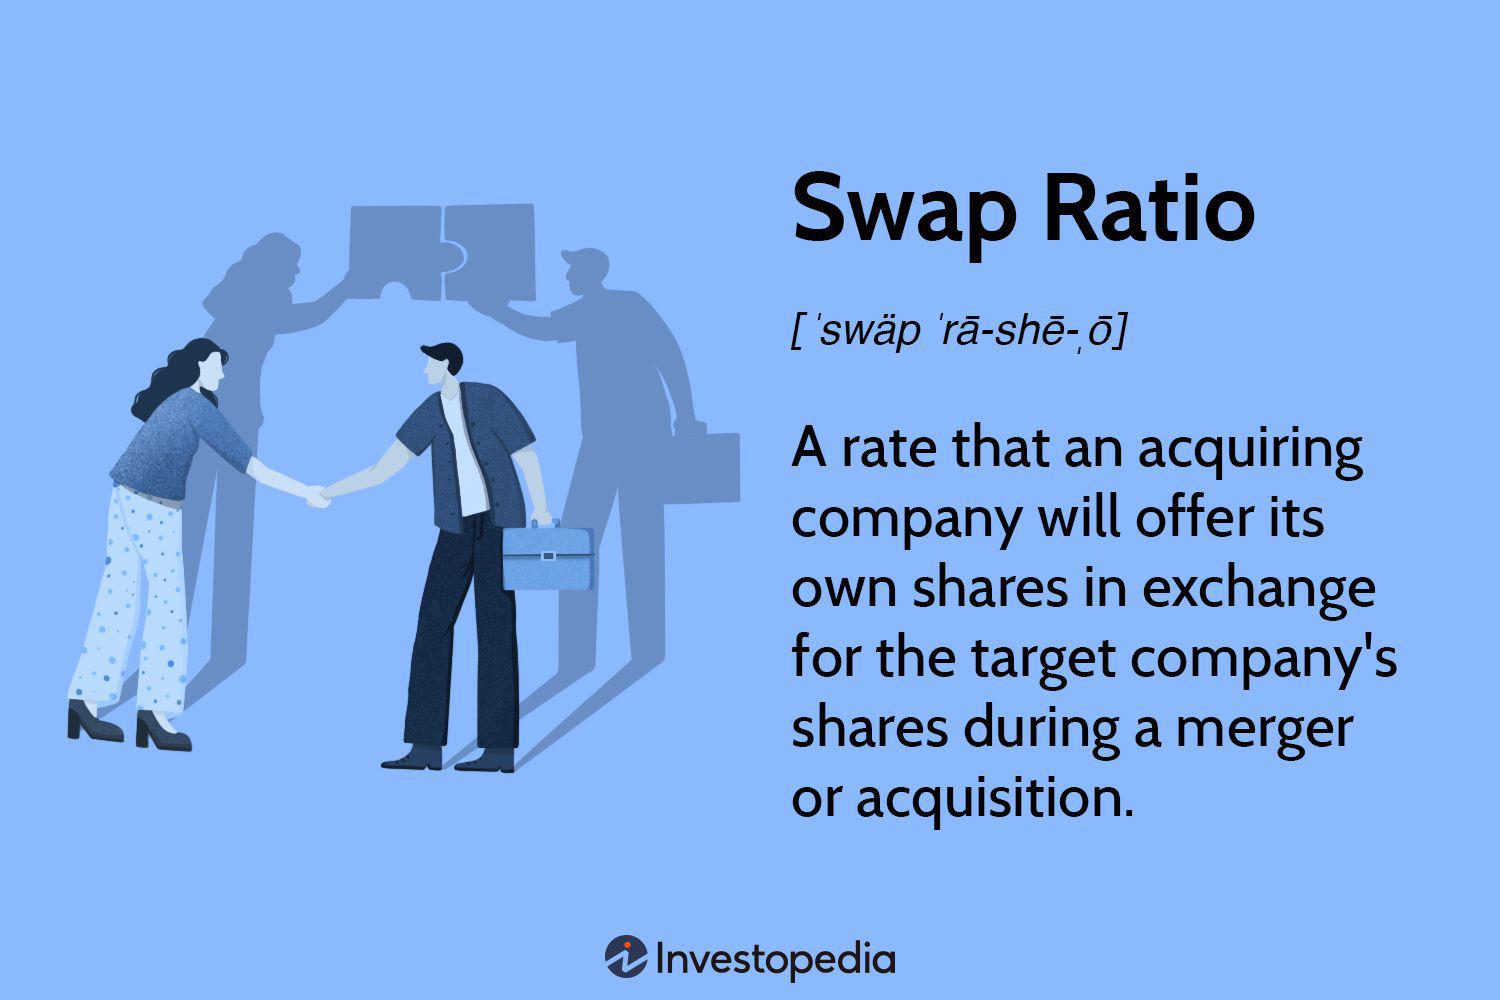 Swap Ratio
[ ˈswäp ˈrā-shē-ˌō]
A rate that an acquiring
company will offer its
own shares in exchange
for the target company's
shares during a merger
or acquisition.
Investopedia